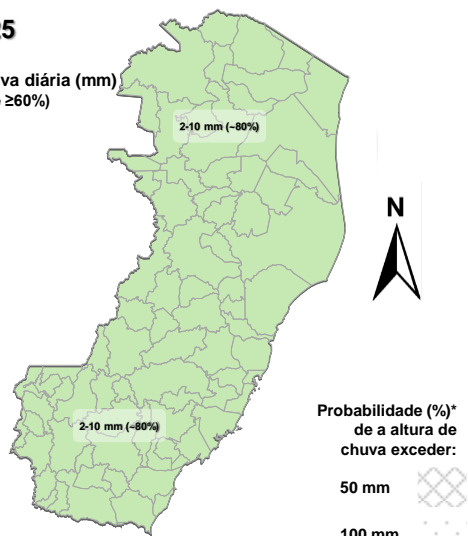 25
va diária (mm)
≥60%)
2-10 mm (~80%)
N
2-10 mm (~80%)
Probabilidade (%)*
de a altura de
chuva exceder:
50 mm
100 mm